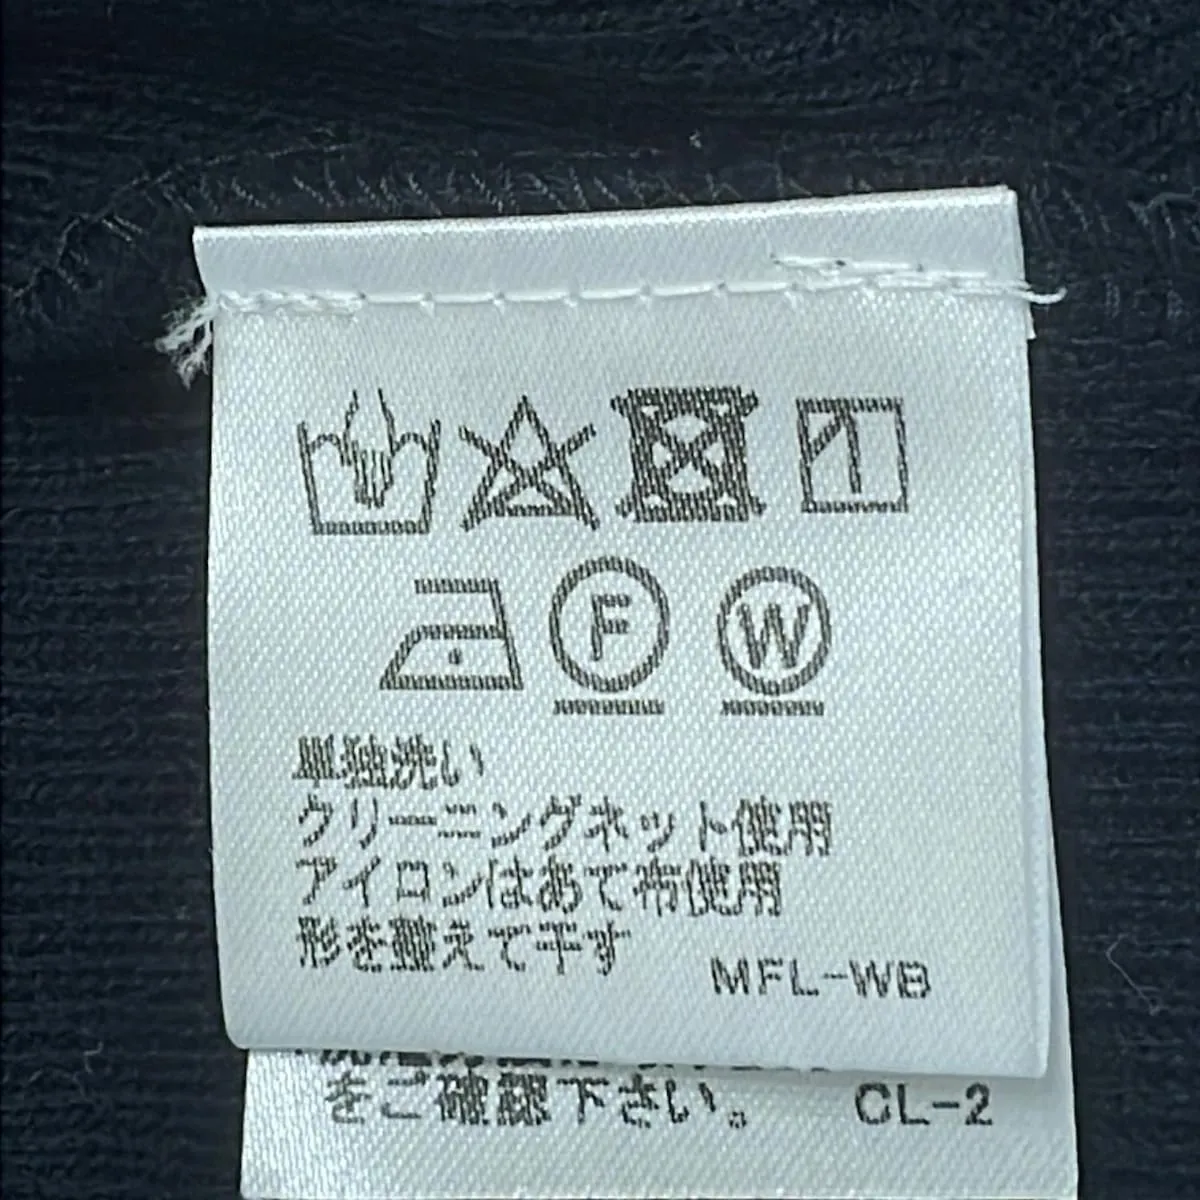 F W
単独洗い
クリーニングネット使用
アイロンはあて布使用
形を整えて干す
MFL-WB
をご確認下さい。 CL-2